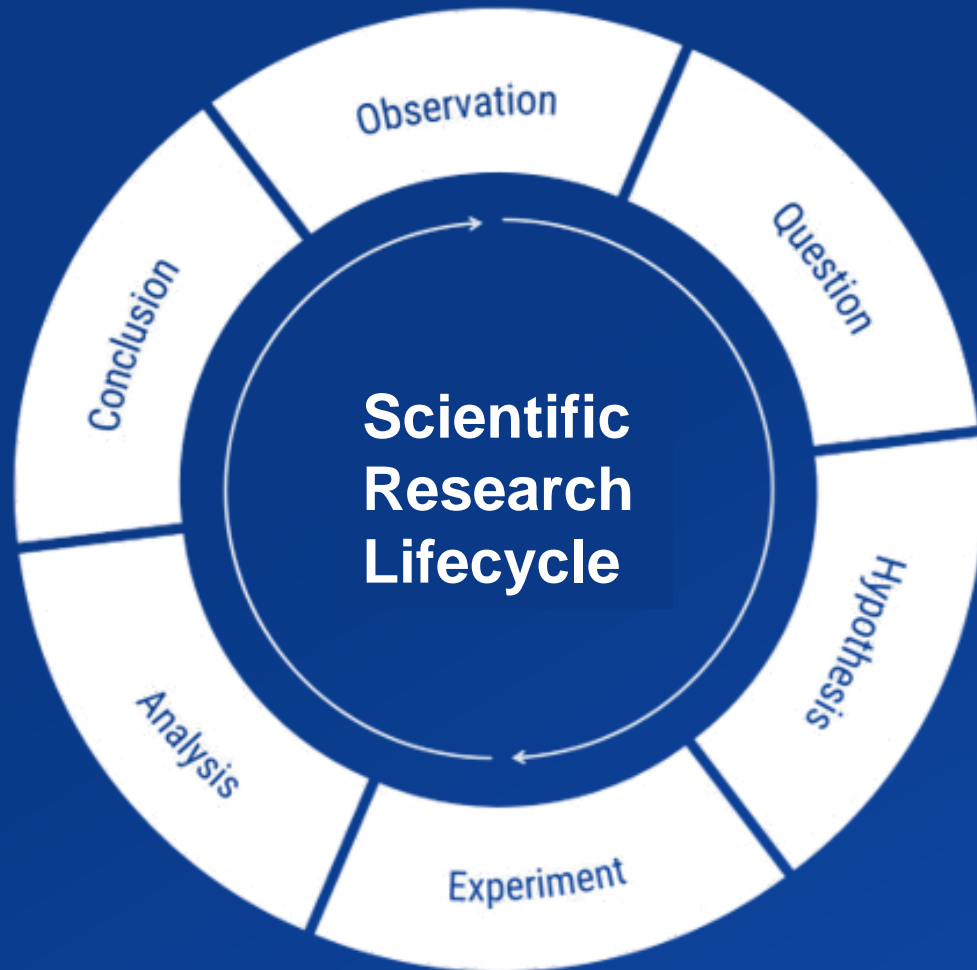 Observation
Question
Hypothesis
Experiment
Analysis
Conclusion
Scientific
Research
Lifecycle